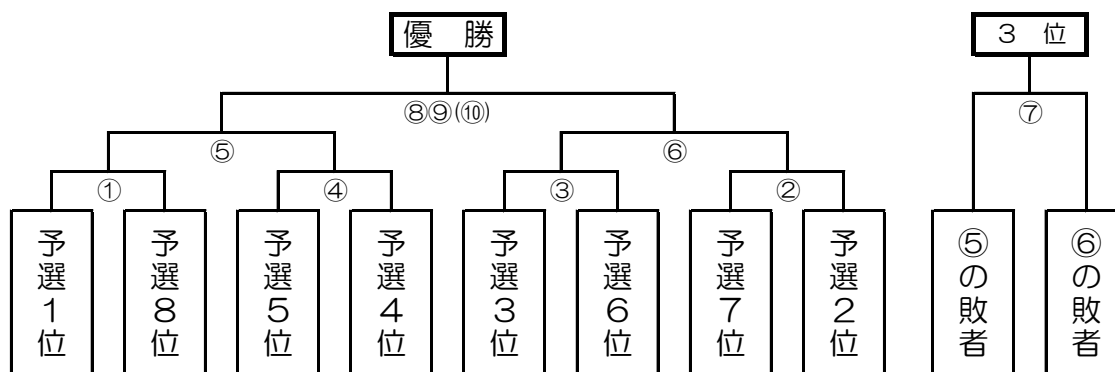 優　勝
３　位
⑧⑨(⑩)
⑦
⑤
⑥
①
④
③
②
予選１位
予選８位
予選５位
予選４位
予選３位
予選６位
予選７位
予選２位
⑤の敗者
⑥の敗者